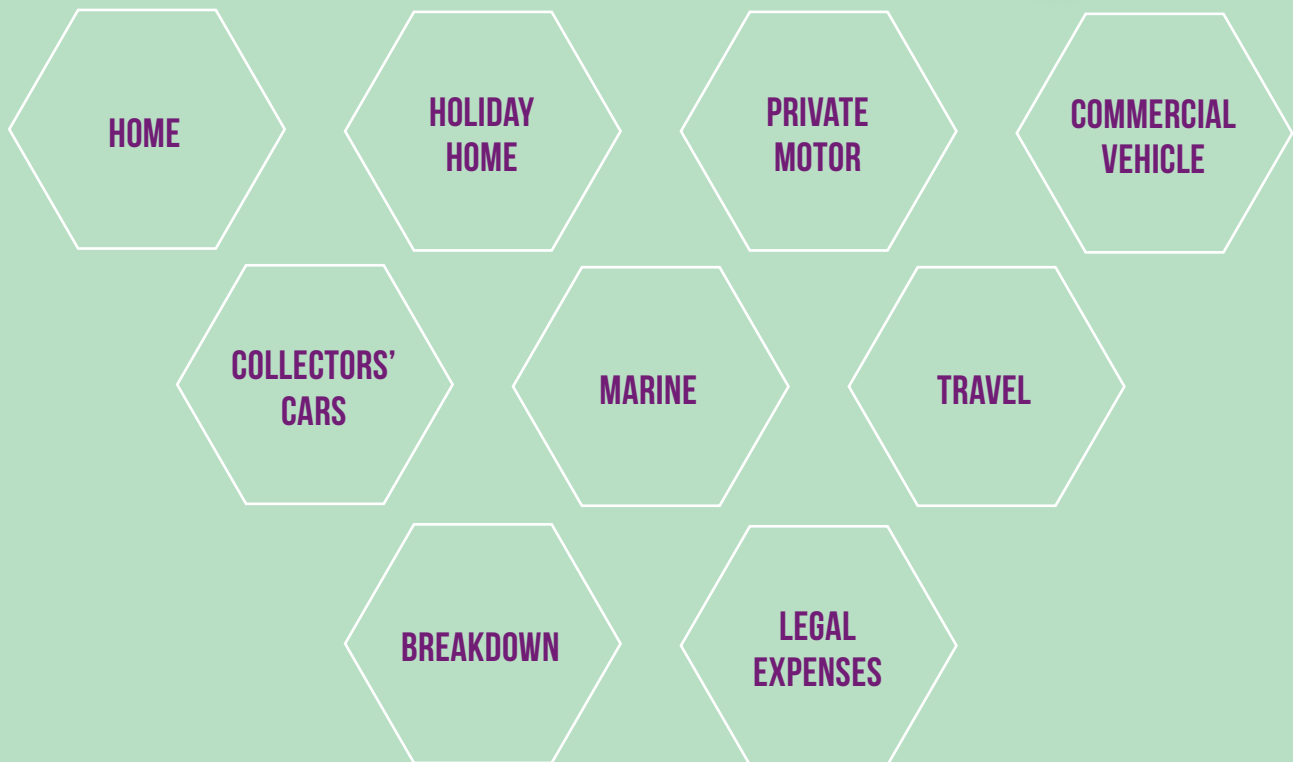 HOME
HOLIDAY
HOME
PRIVATE
MOTOR
COMMERCIAL
VEHICLE
COLLECTORS’
CARS
MARINE
TRAVEL
BREAKDOWN
LEGAL
EXPENSES